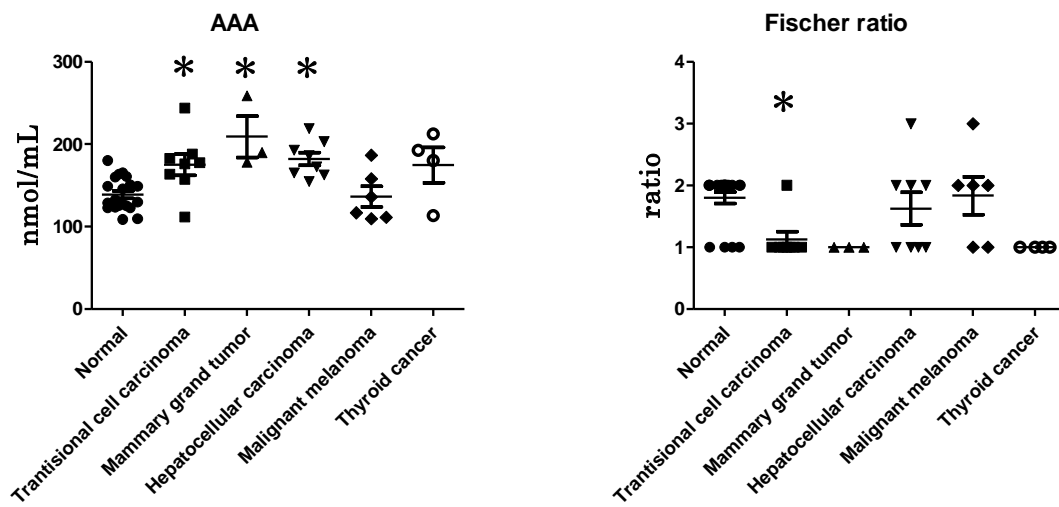 AAA
nmol/mL
300
200
100
0
*
*
*
Normal
Trantisional cell carcinoma
Mammary grand tumor
Hepatocellular carcinoma
Malignant melanoma
Thyroid cancer
Fischer ratio
ratio
4
3
2
1
0
*
Normal
Trantisional cell carcinoma
Mammary grand tumor
Hepatocellular carcinoma
Malignant melanoma
Thyroid cancer